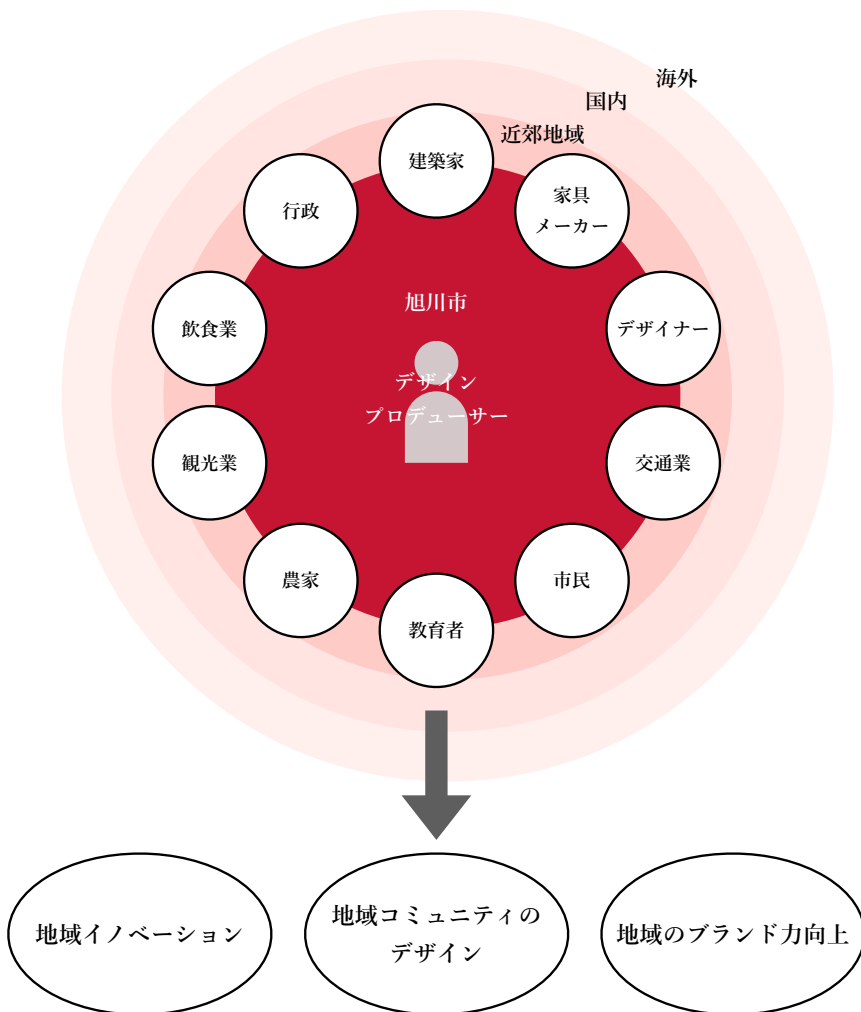 海外
国内
近郊地域
建築家
家具
メーカー
行政
デザイナー
飲食業
旭川市
デザイン
プロデューサー
交通業
観光業
市民
農家
教育者
地域イノベーション
地域コミュニティの
デザイン
地域のブランド力向上